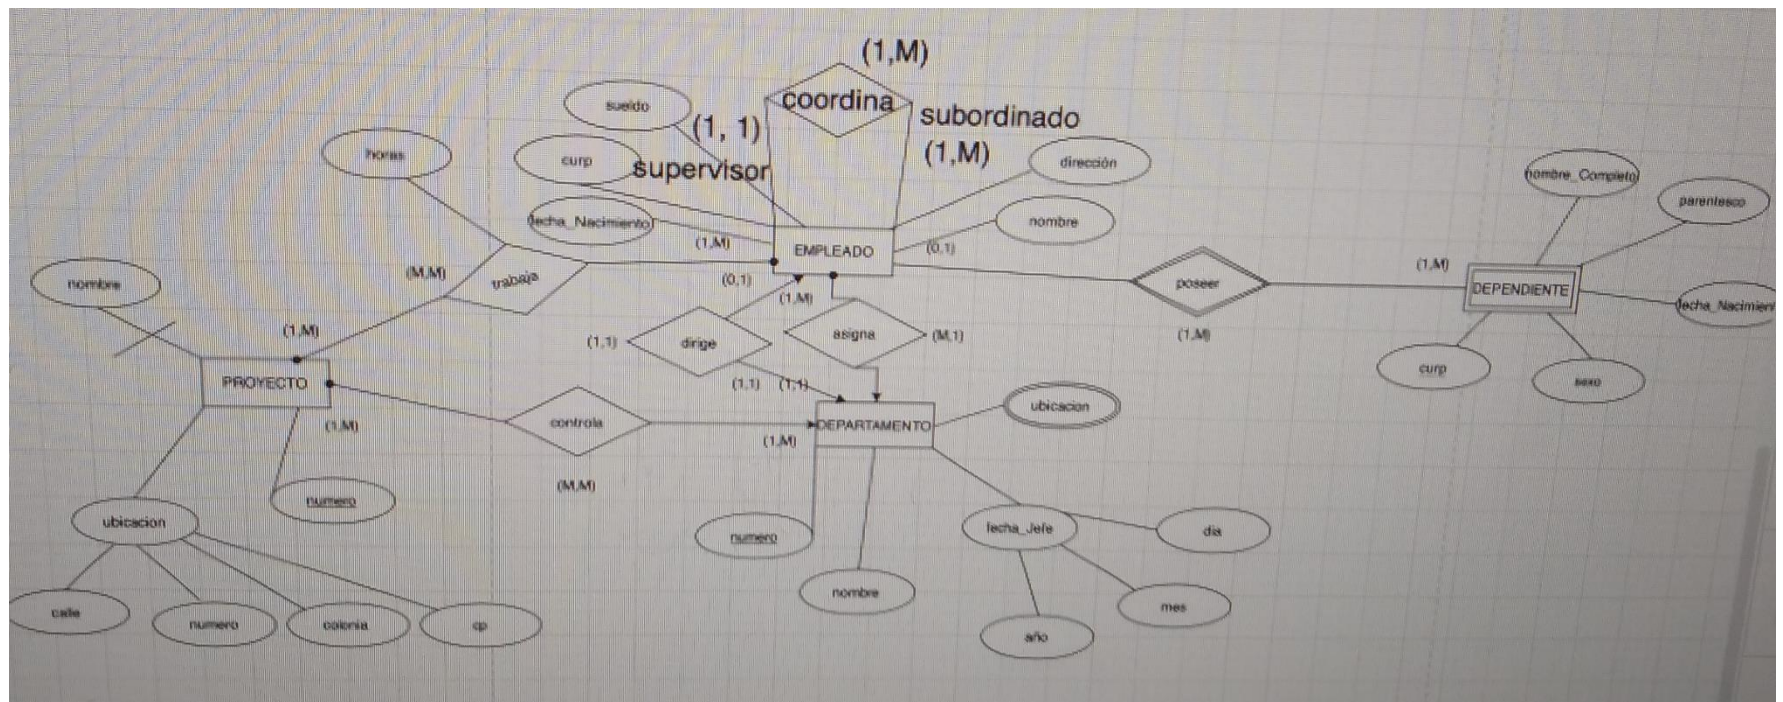 (1,M)
coordina
sueldo
(1, 1)
subordinado
(1,M)
horas
curp
supervisor
dirección
nombre_Completo
parentesco
fecha_Nacimiento
nombre
(1,M)
EMPLEADO
(0,1)
(M,M)
trabaja
(0,1)
(1,M)
poseer
(1,M)
DEPENDIENTE
nombre
(1,M)
(1,M)
(1,1)
dirige
asigna
(M,1)
PROYECTO
(1,1)
(1,1)
curp
sexo
(1,M)
controla
(1,M)
DEPARTAMENTO
ubicacion
(M,M)
numero
ubicacion
numero
fecha_Jefe
dia
nombre
mes
año
calle
numero
colonia
cp